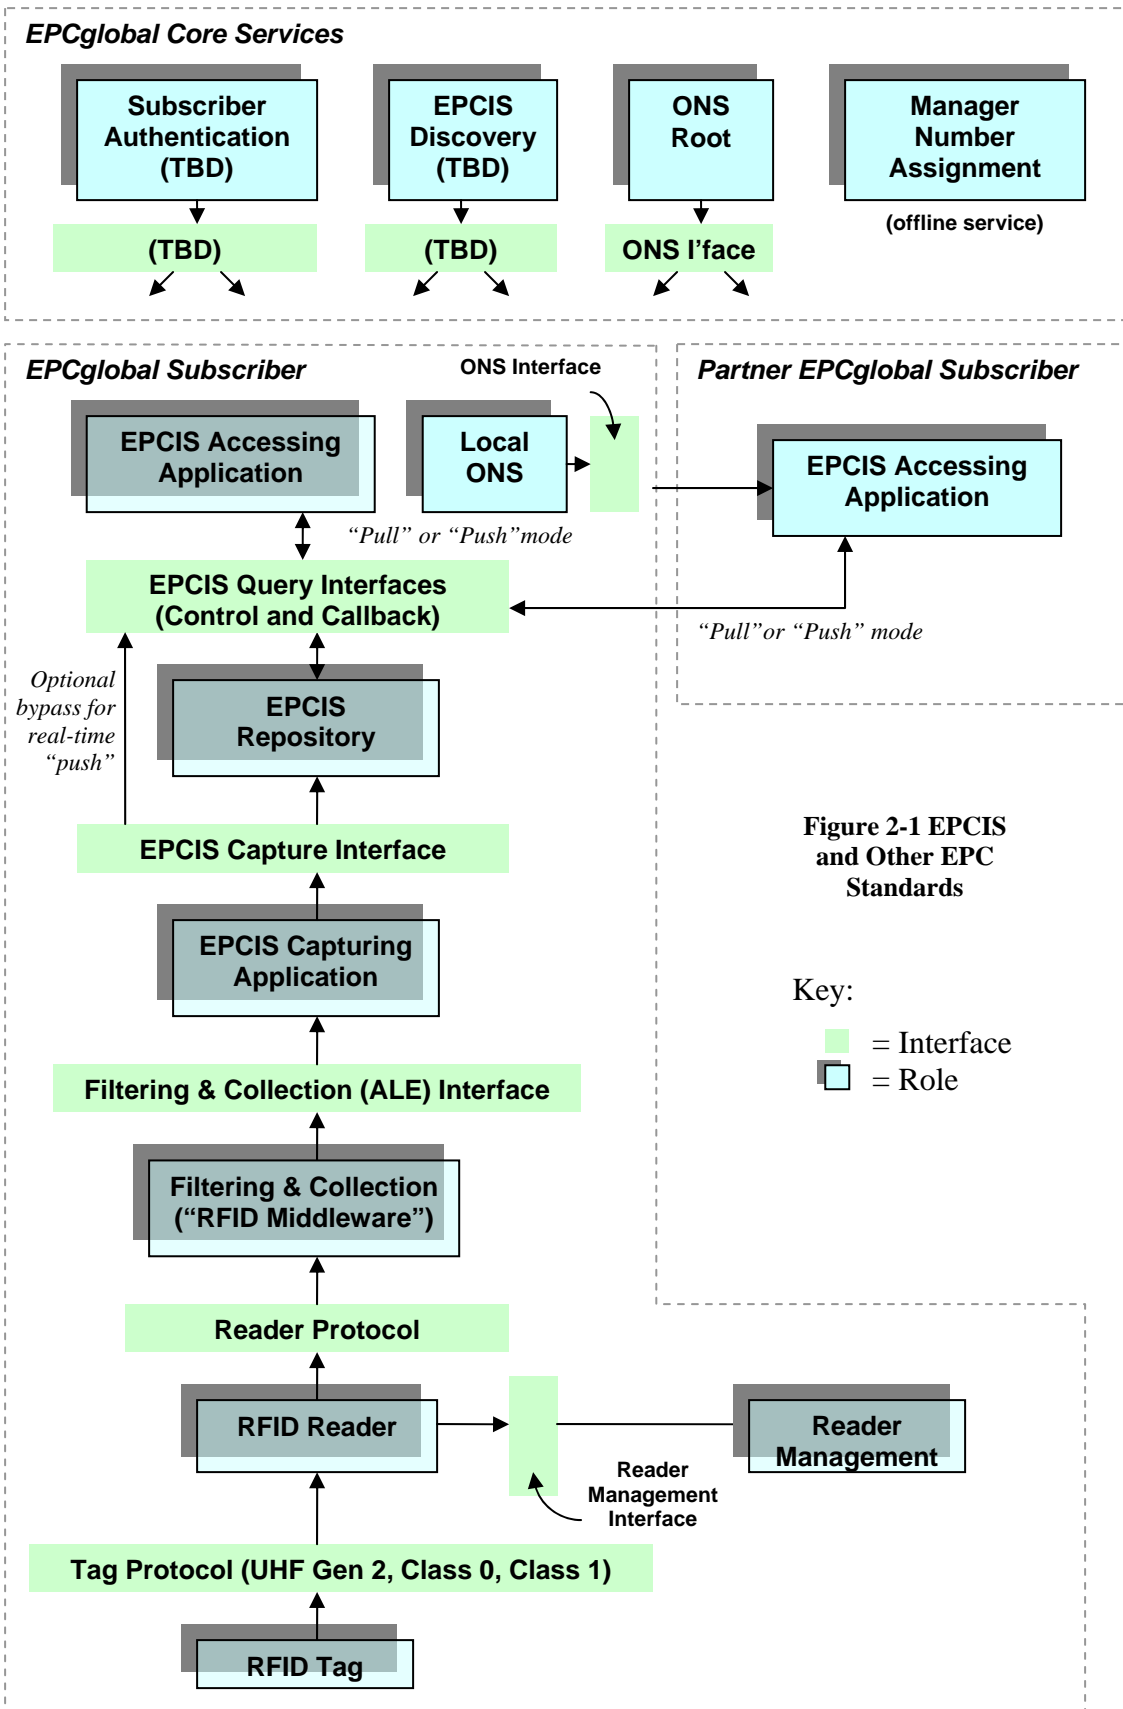 EPCglobal Core Services
Subscriber
Authentication
(TBD)
EPCIS
Discovery
(TBD)
ONS
Root
Manager
Number
Assignment
(offline service)
(TBD)
(TBD)
ONS I’face
EPCglobal Subscriber
ONS Interface
Partner EPCglobal Subscriber
EPCIS Accessing
Application
Local
ONS
EPCIS Accessing
Application
“Pull” or “Push”mode
EPCIS Query Interfaces
(Control and Callback)
“Pull”or “Push” mode
Optional
bypass for
real-time
“push”
EPCIS
Repository
EPCIS Capture Interface
Figure 2-1 EPCIS
and Other EPC
Standards
EPCIS Capturing
Application
Key:
= Interface
= Role
Filtering & Collection (ALE) Interface
Filtering & Collection
(“RFID Middleware”)
Reader Protocol
RFID Reader
Reader
Management
Reader
Management
Interface
Tag Protocol (UHF Gen 2, Class 0, Class 1)
RFID Tag